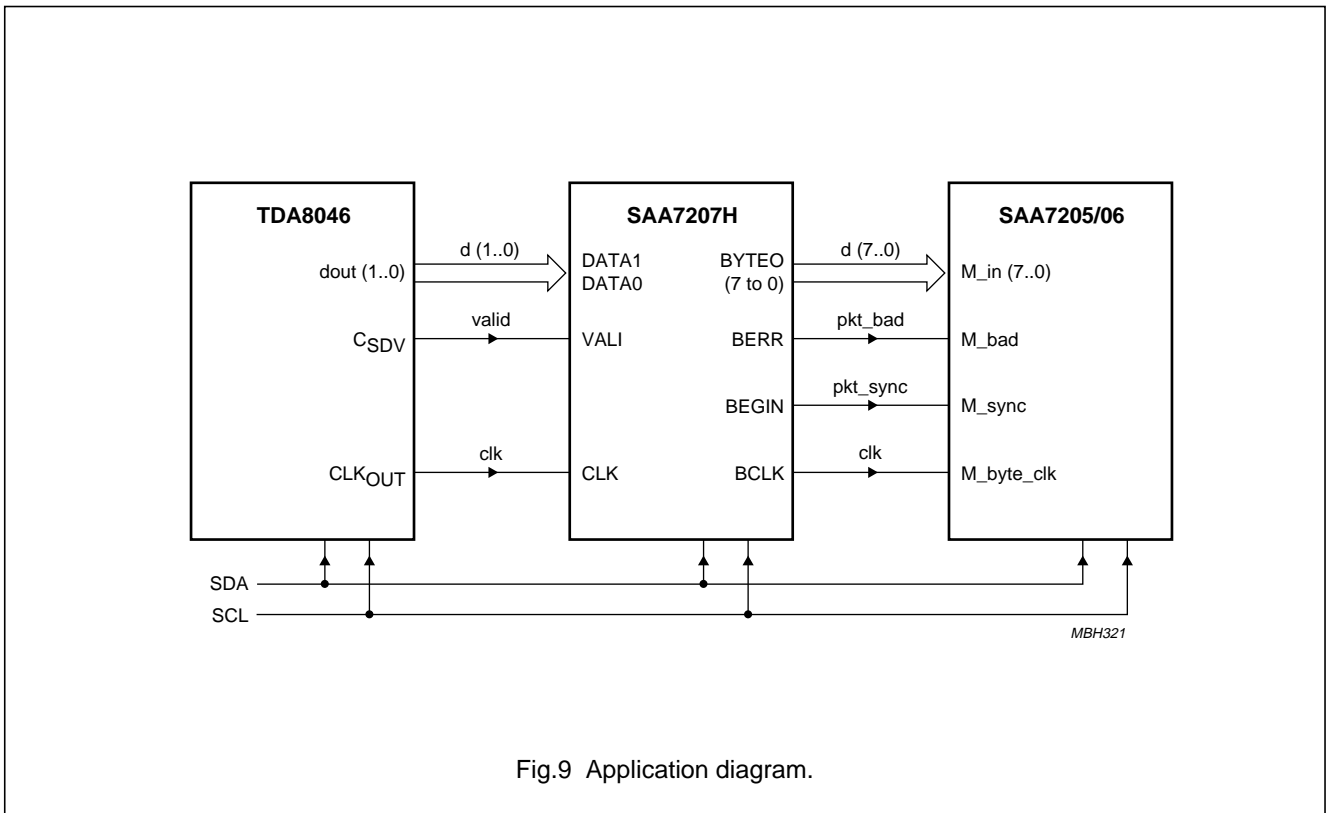 TDA8046
SAA7207H
SAA7205/06
dout (1..0)
d (1..0)
DATA1
DATA0
BYTEO
(7 to 0)
d (7..0)
M_in (7..0)
CSDV
valid
VALI
BERR
pkt_bad
M_bad
BEGIN
pkt_sync
M_sync
CLKOUT
clk
CLK
BCLK
clk
M_byte_clk
SDA
SCL
MBH321
Fig.9 Application diagram.